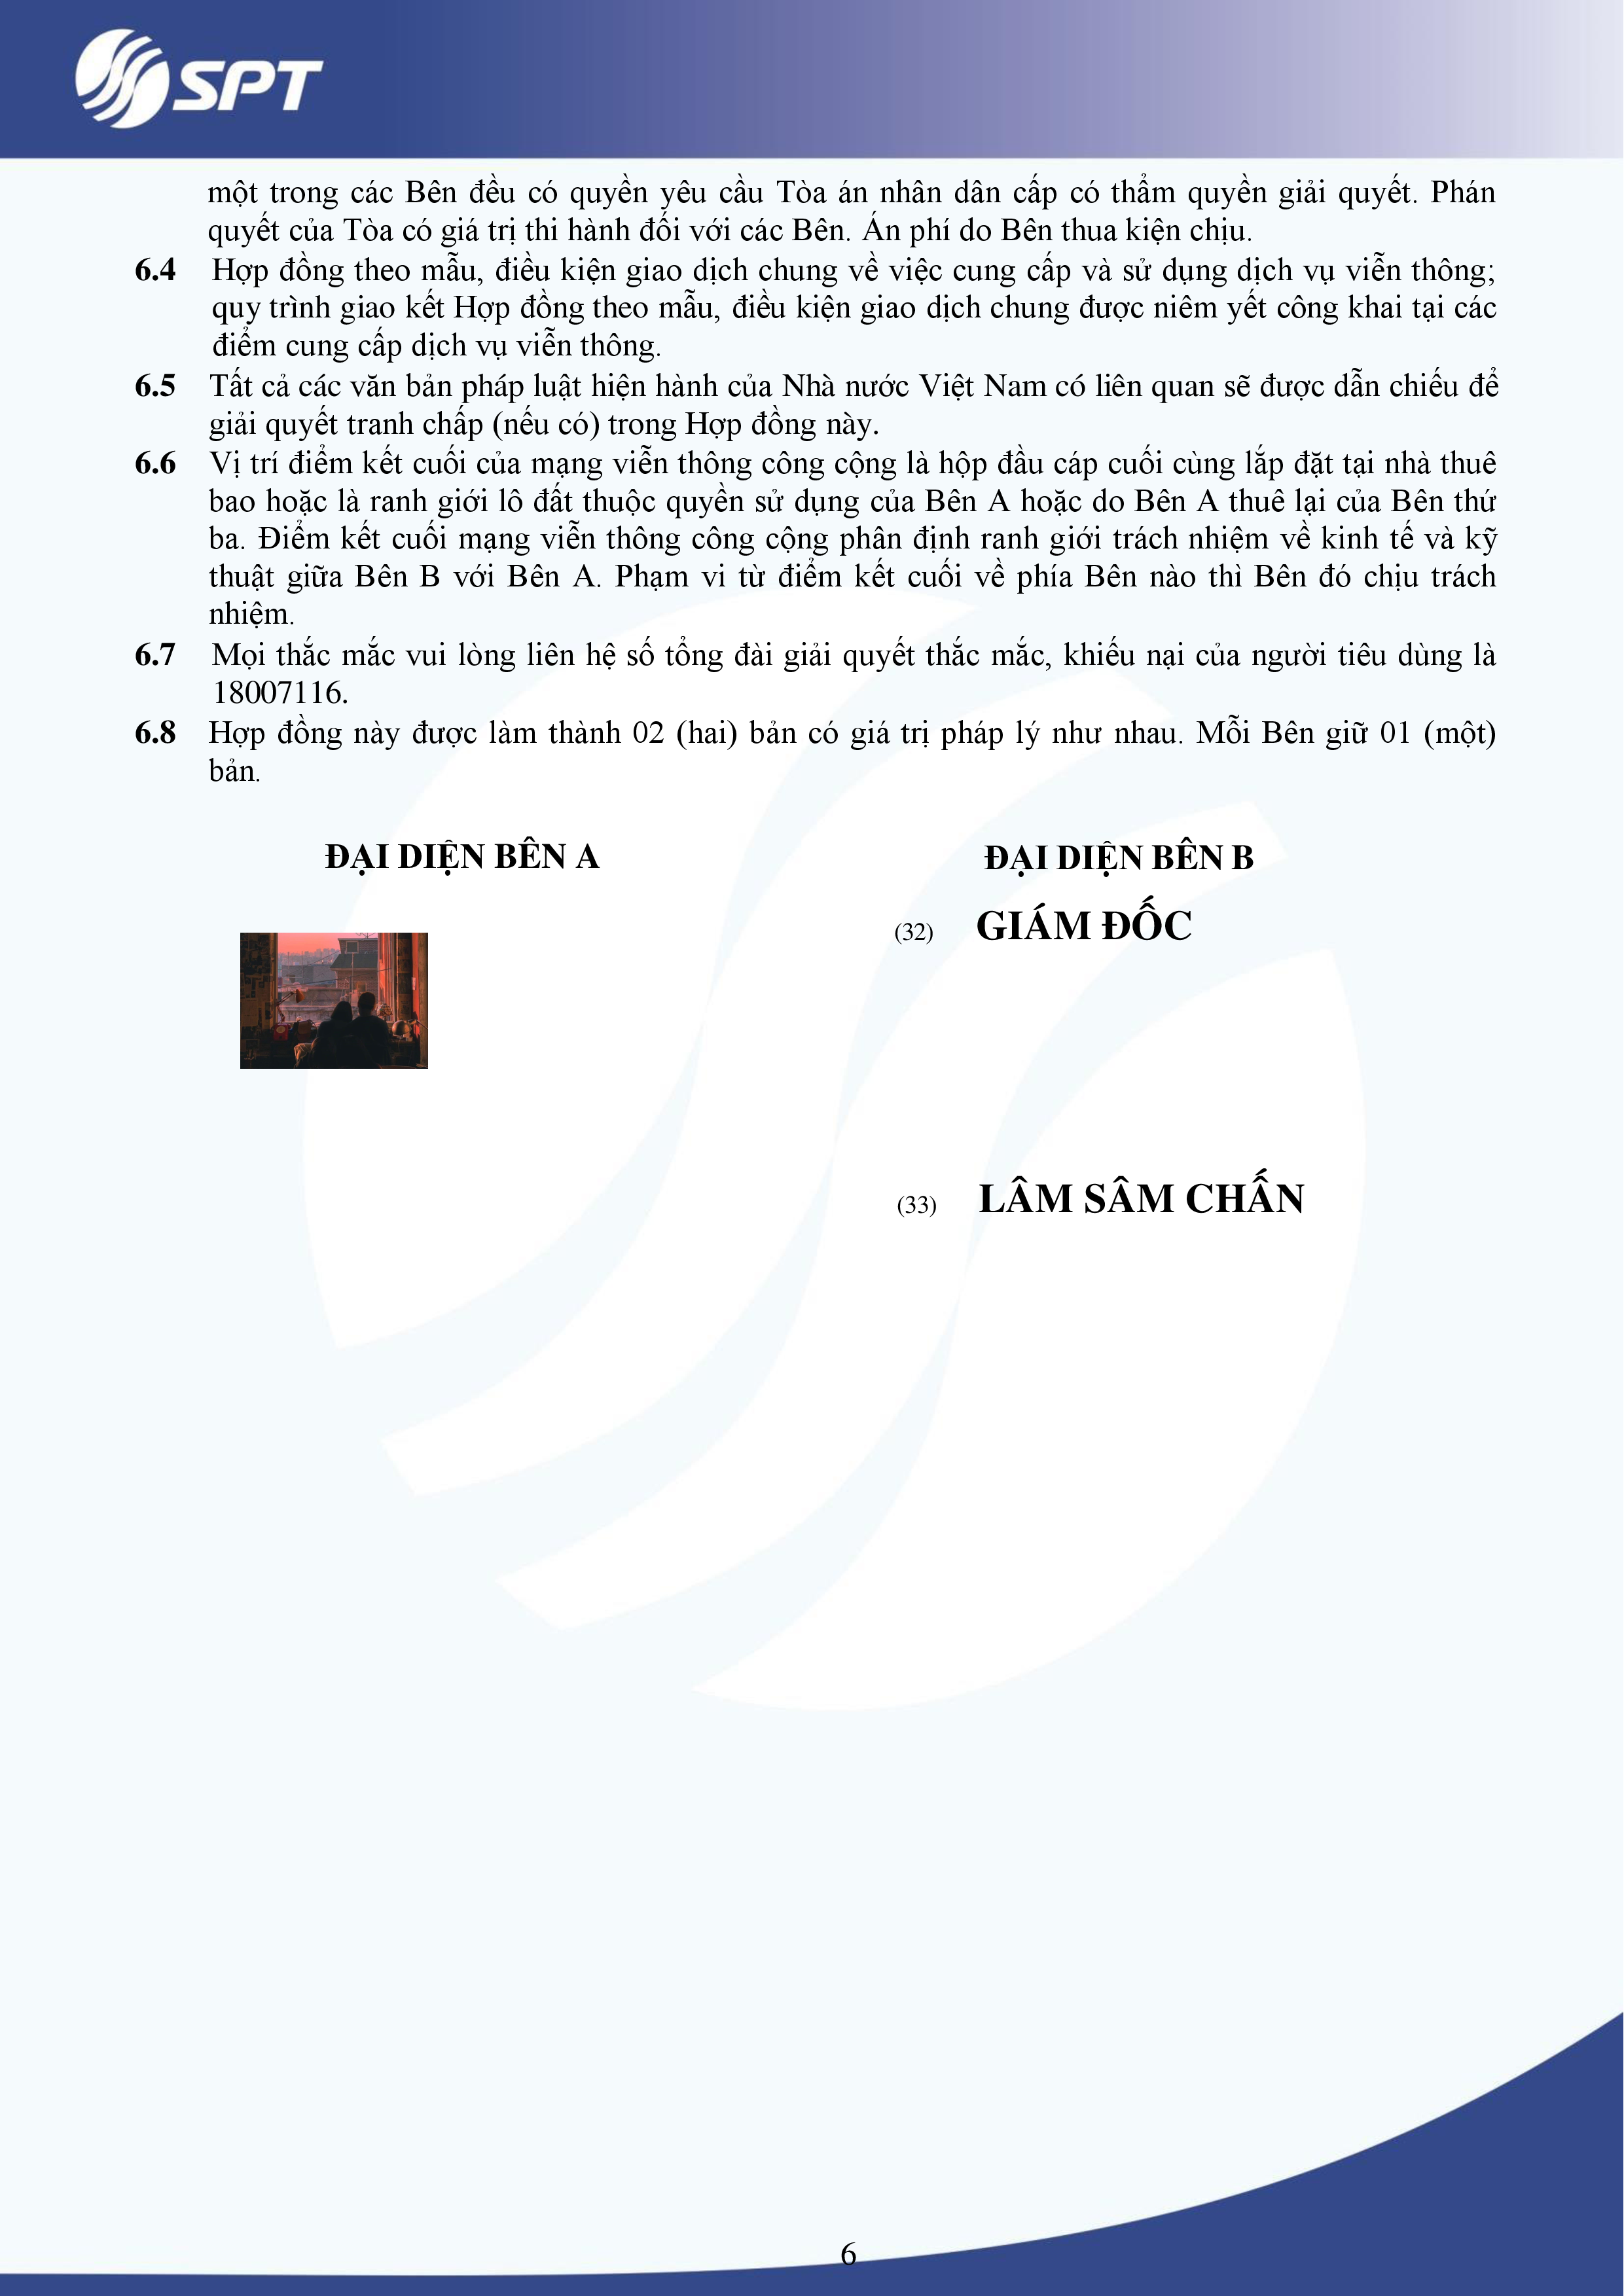 SPT
một trong các Bên đều có quyền yêu cầu Tòa án nhân dân cấp có thẩm quyền giải quyết. Phán
quyết của Tòa có giá trị thi hành đối với các Bên. Án phí do Bên thua kiện chịu.
6.4 Hợp đồng theo mẫu, điều kiện giao dịch chung về việc cung cấp và sử dụng dịch vụ viễn thông;
quy trình giao kết Hợp đồng theo mẫu, điều kiện giao dịch chung được niêm yết công khai tại các
điểm cung cấp dịch vụ viễn thông.
6.5 Tất cả các văn bản pháp luật hiện hành của Nhà nước Việt Nam có liên quan sẽ được dẫn chiếu để
giải quyết tranh chấp (nếu có) trong Hợp đồng này.
6.6 Vị trí điểm kết cuối của mạng viễn thông công cộng là hộp đầu cáp cuối cùng lắp đặt tại nhà thuê
bao hoặc là ranh giới lô đất thuộc quyền sử dụng của Bên A hoặc do Bên A thuê lại của Bên thứ
ba. Điểm kết cuối mạng viễn thông công cộng phân định ranh giới trách nhiệm về kinh tế và kỹ
thuật giữa Bên B với Bên A. Phạm vi từ điểm kết cuối về phía Bên nào thì Bên đó chịu trách
nhiệm.
6.7 Mọi thắc mắc vui lòng liên hệ số tổng đài giải quyết thắc mắc, khiếu nại của người tiêu dùng là
18007116.
6.8 Hợp đồng này được làm thành 02 (hai) bản có giá trị pháp lý như nhau. Mỗi Bên giữ 01 (một)
bản.
ĐẠI DIỆN BÊN A
ĐẠI DIỆN BÊN B
(32) GIÁM ĐỐC
(33) LÂM SÂM CHẤN
6